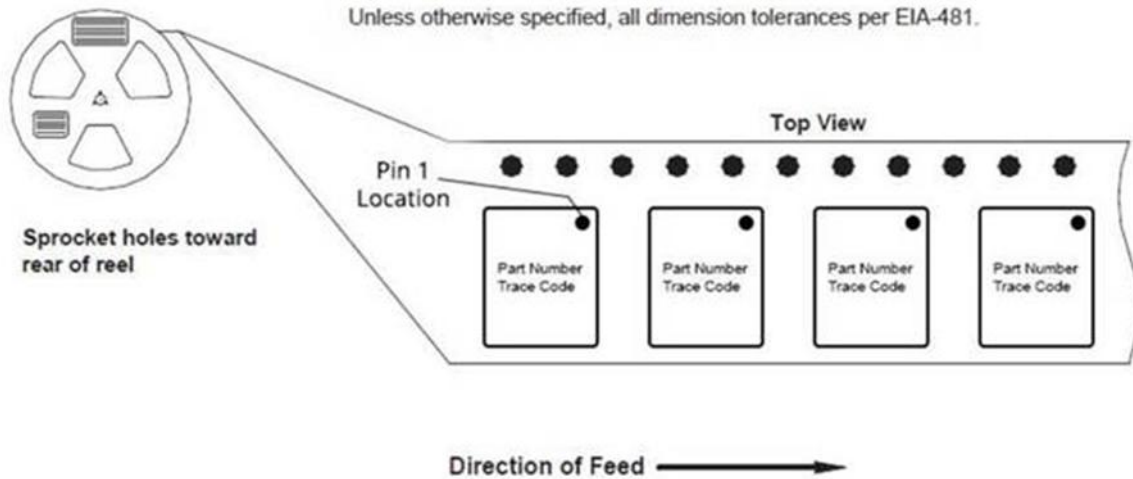 Unless otherwise specified, all dimension tolerances per EIA-481.
Top View
Pin 1
Location
Sprocket holes toward
rear of reel
Part Number
Trace Code
Part Number
Trace Code
Part Number
Trace Code
Part Number
Trace Code
Direction of Feed